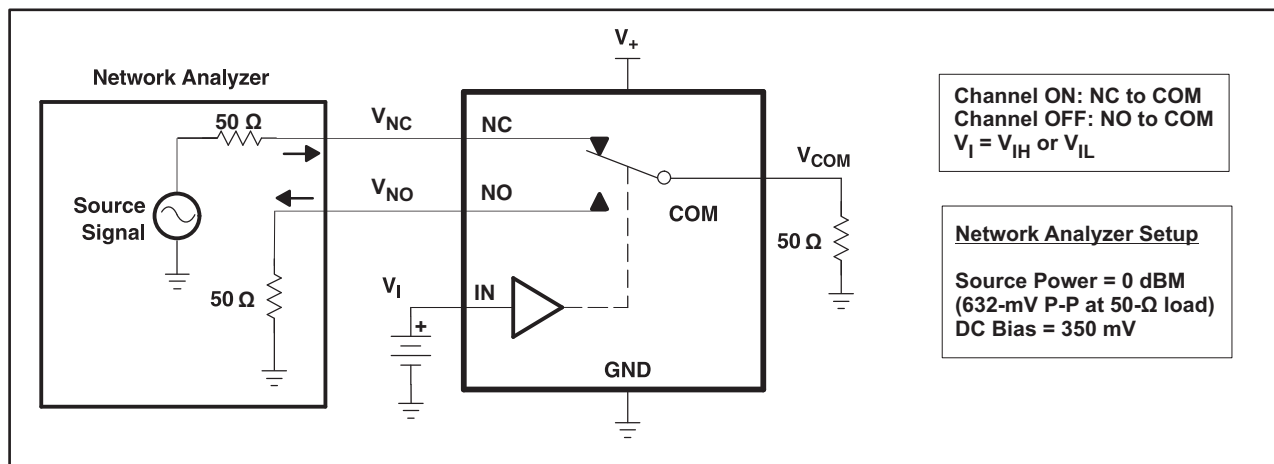 V+
Network Analyzer
50 Ω
VNC
NC
Source
Signal
VNO
NO
50 Ω
VI
IN
+
COM
VCOM
50 Ω
GND
Channel ON: NC to COM
Channel OFF: NO to COM
VI = VIH or VIL
Network Analyzer Setup
Source Power = 0 dBM
(632-mV P-P at 50-Ω load)
DC Bias = 350 mV